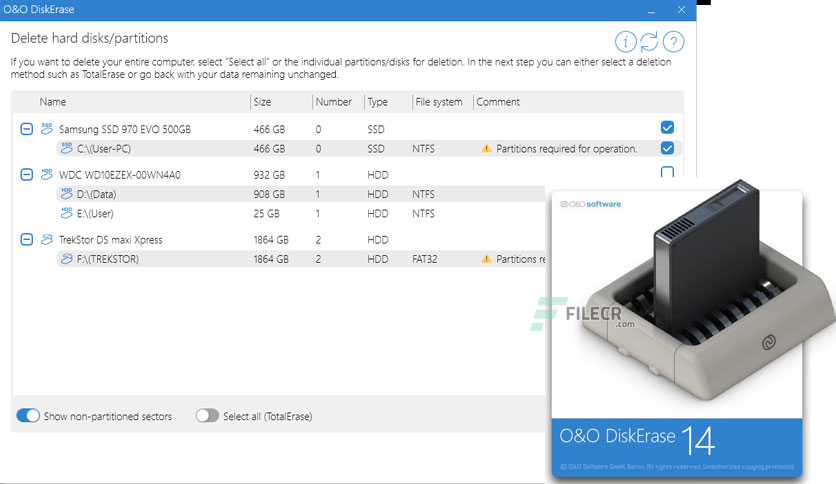 O&O DiskErase
Delete hard disks/partitions
If you want to delete your entire computer, select "Select all" or the individual partitions/disks for deletion. In the next step you can either select a deletion
method such as TotalErase or go back with your data remaining unchanged.
Name Size Number Type File system Comment
SSD Samsung SSD 970 EVO 500GB 466 GB 0 SSD
SSD C:\(User-PC) 466 GB 0 SSD NTFS Partitions required for operation.
HDD WDC WD10EZEX-00WN4A0 932 GB 1 HDD
HDD D:\(Data) 908 GB 1 HDD NTFS
HDD E:\(User) 25 GB 1 HDD NTFS
TrekStor DS maxi Xpress 1864 GB 2 HDD
F:\(TREKSTOR) 1864 GB 2 HDD FAT32 Partitions re
O&O software
FILECR
.com
Show non-partitioned sectors Select all (TotalErase)
O&O DiskErase 14
© O&O Software GmbH Berlin. All rights reserved. Unauthorized copying prohibited.